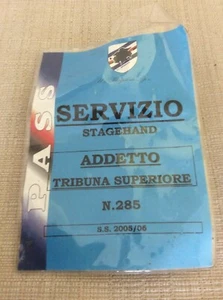 PASS
SERVIZIO
STAGEHAND
ADDETTO
TRIBUNA SUPERIORE
N.285
S.S. 2005/06